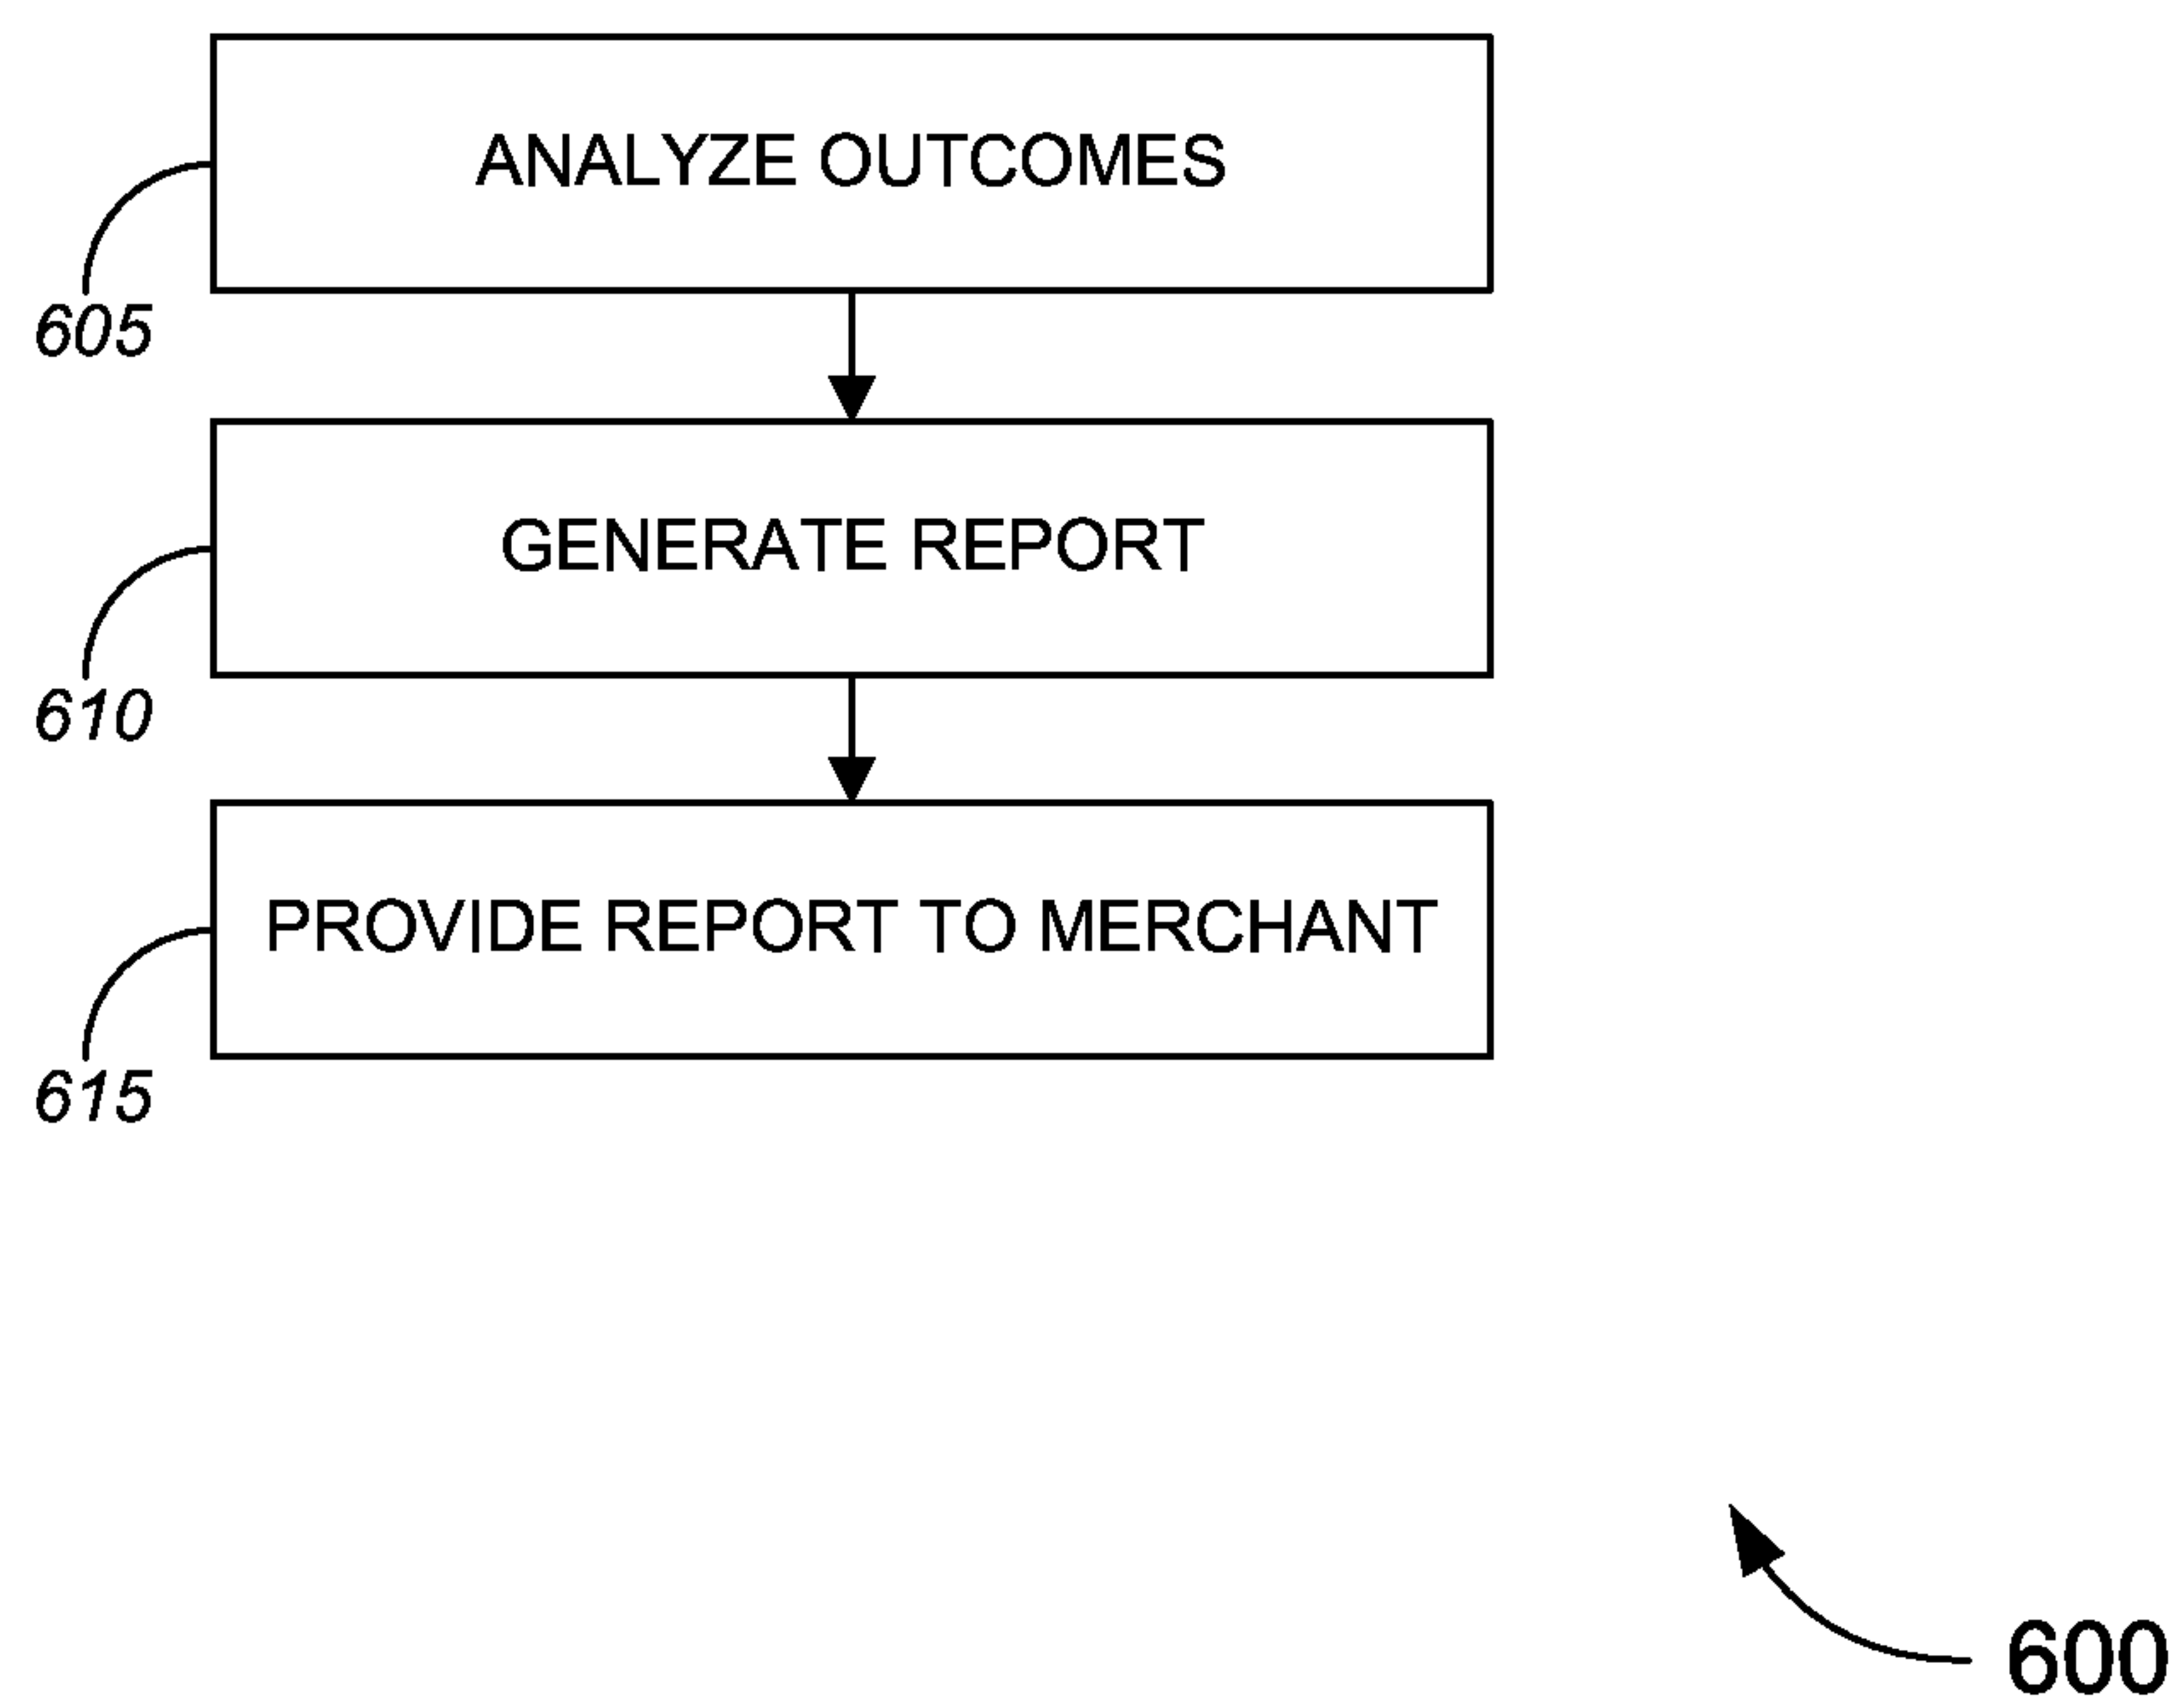 ANALYZE OUTCOMES
605
GENERATE REPORT
610
PROVIDE REPORT TO MERCHANT
615
600